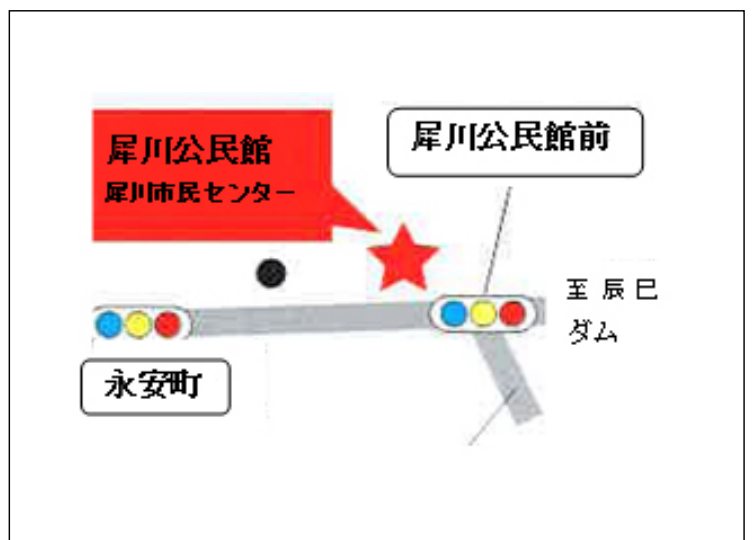 犀川公民館
犀川市民センター
犀川公民館前
至 辰 巳
ダム
永安町